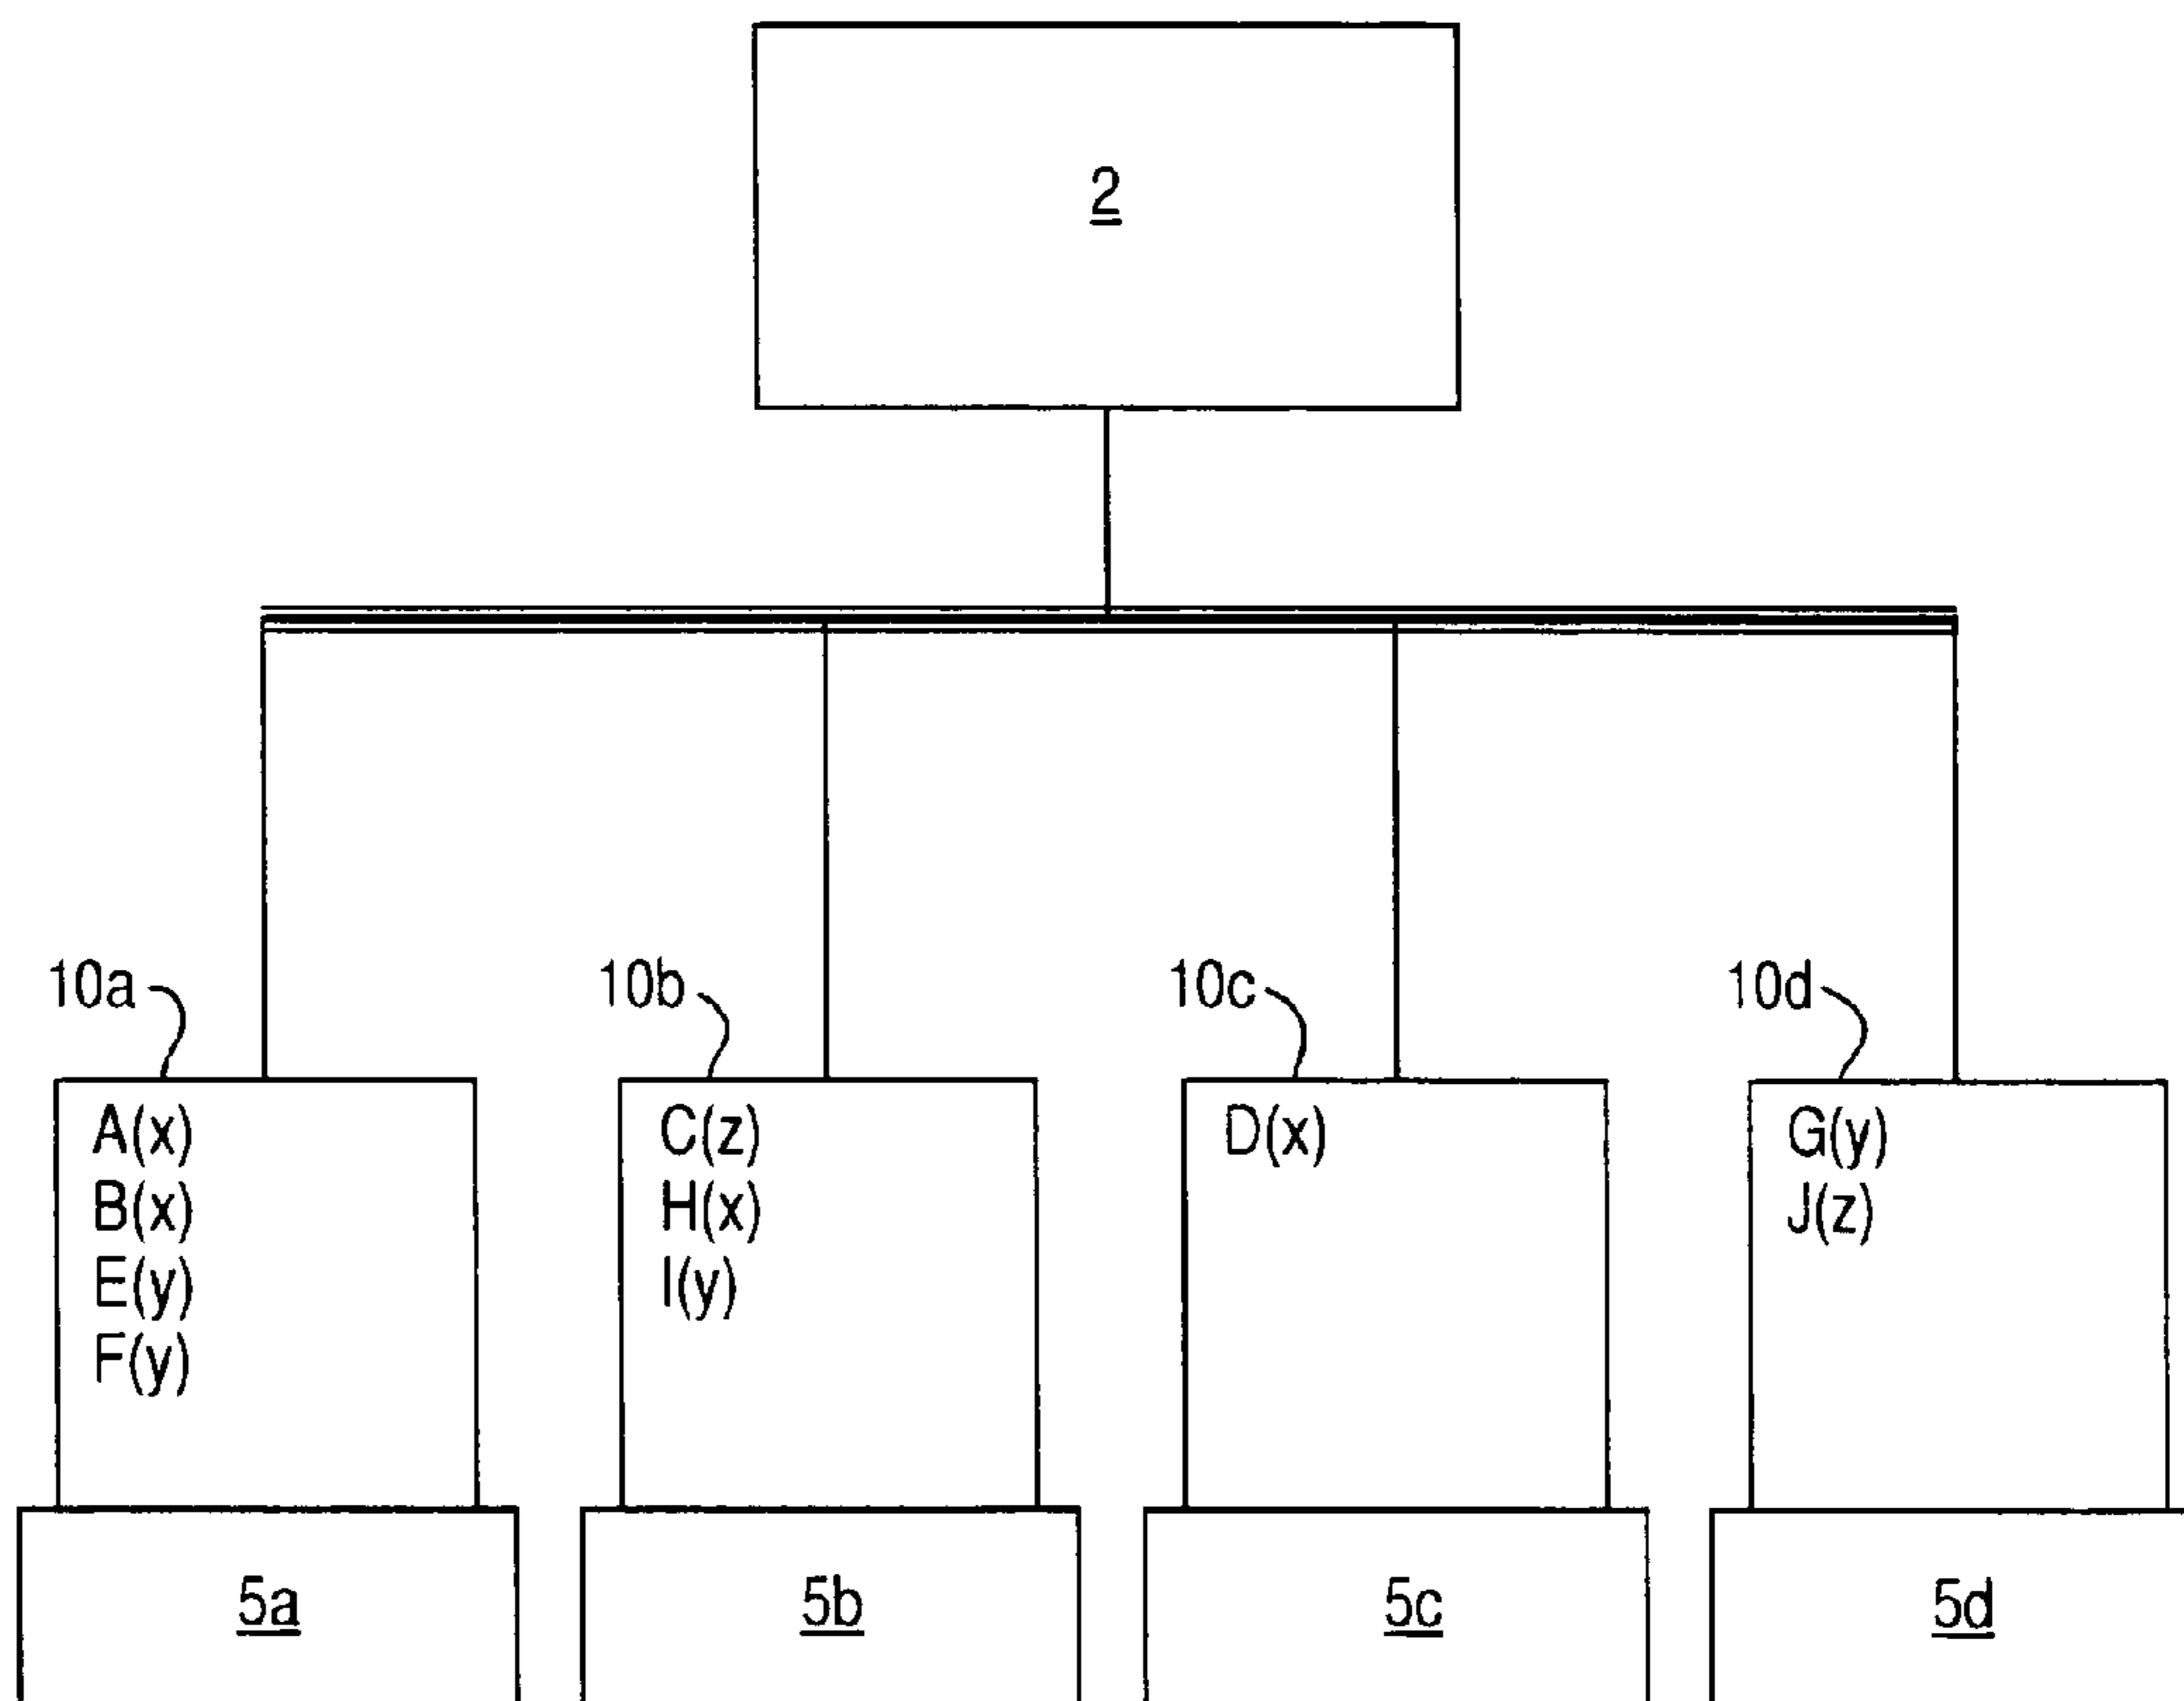 2
10a
10b
10c
10d
A(x)
B(x)
E(y)
F(y)
C(z)
H(x)
I(y)
D(x)
G(y)
J(z)
5a
5b
5c
5d